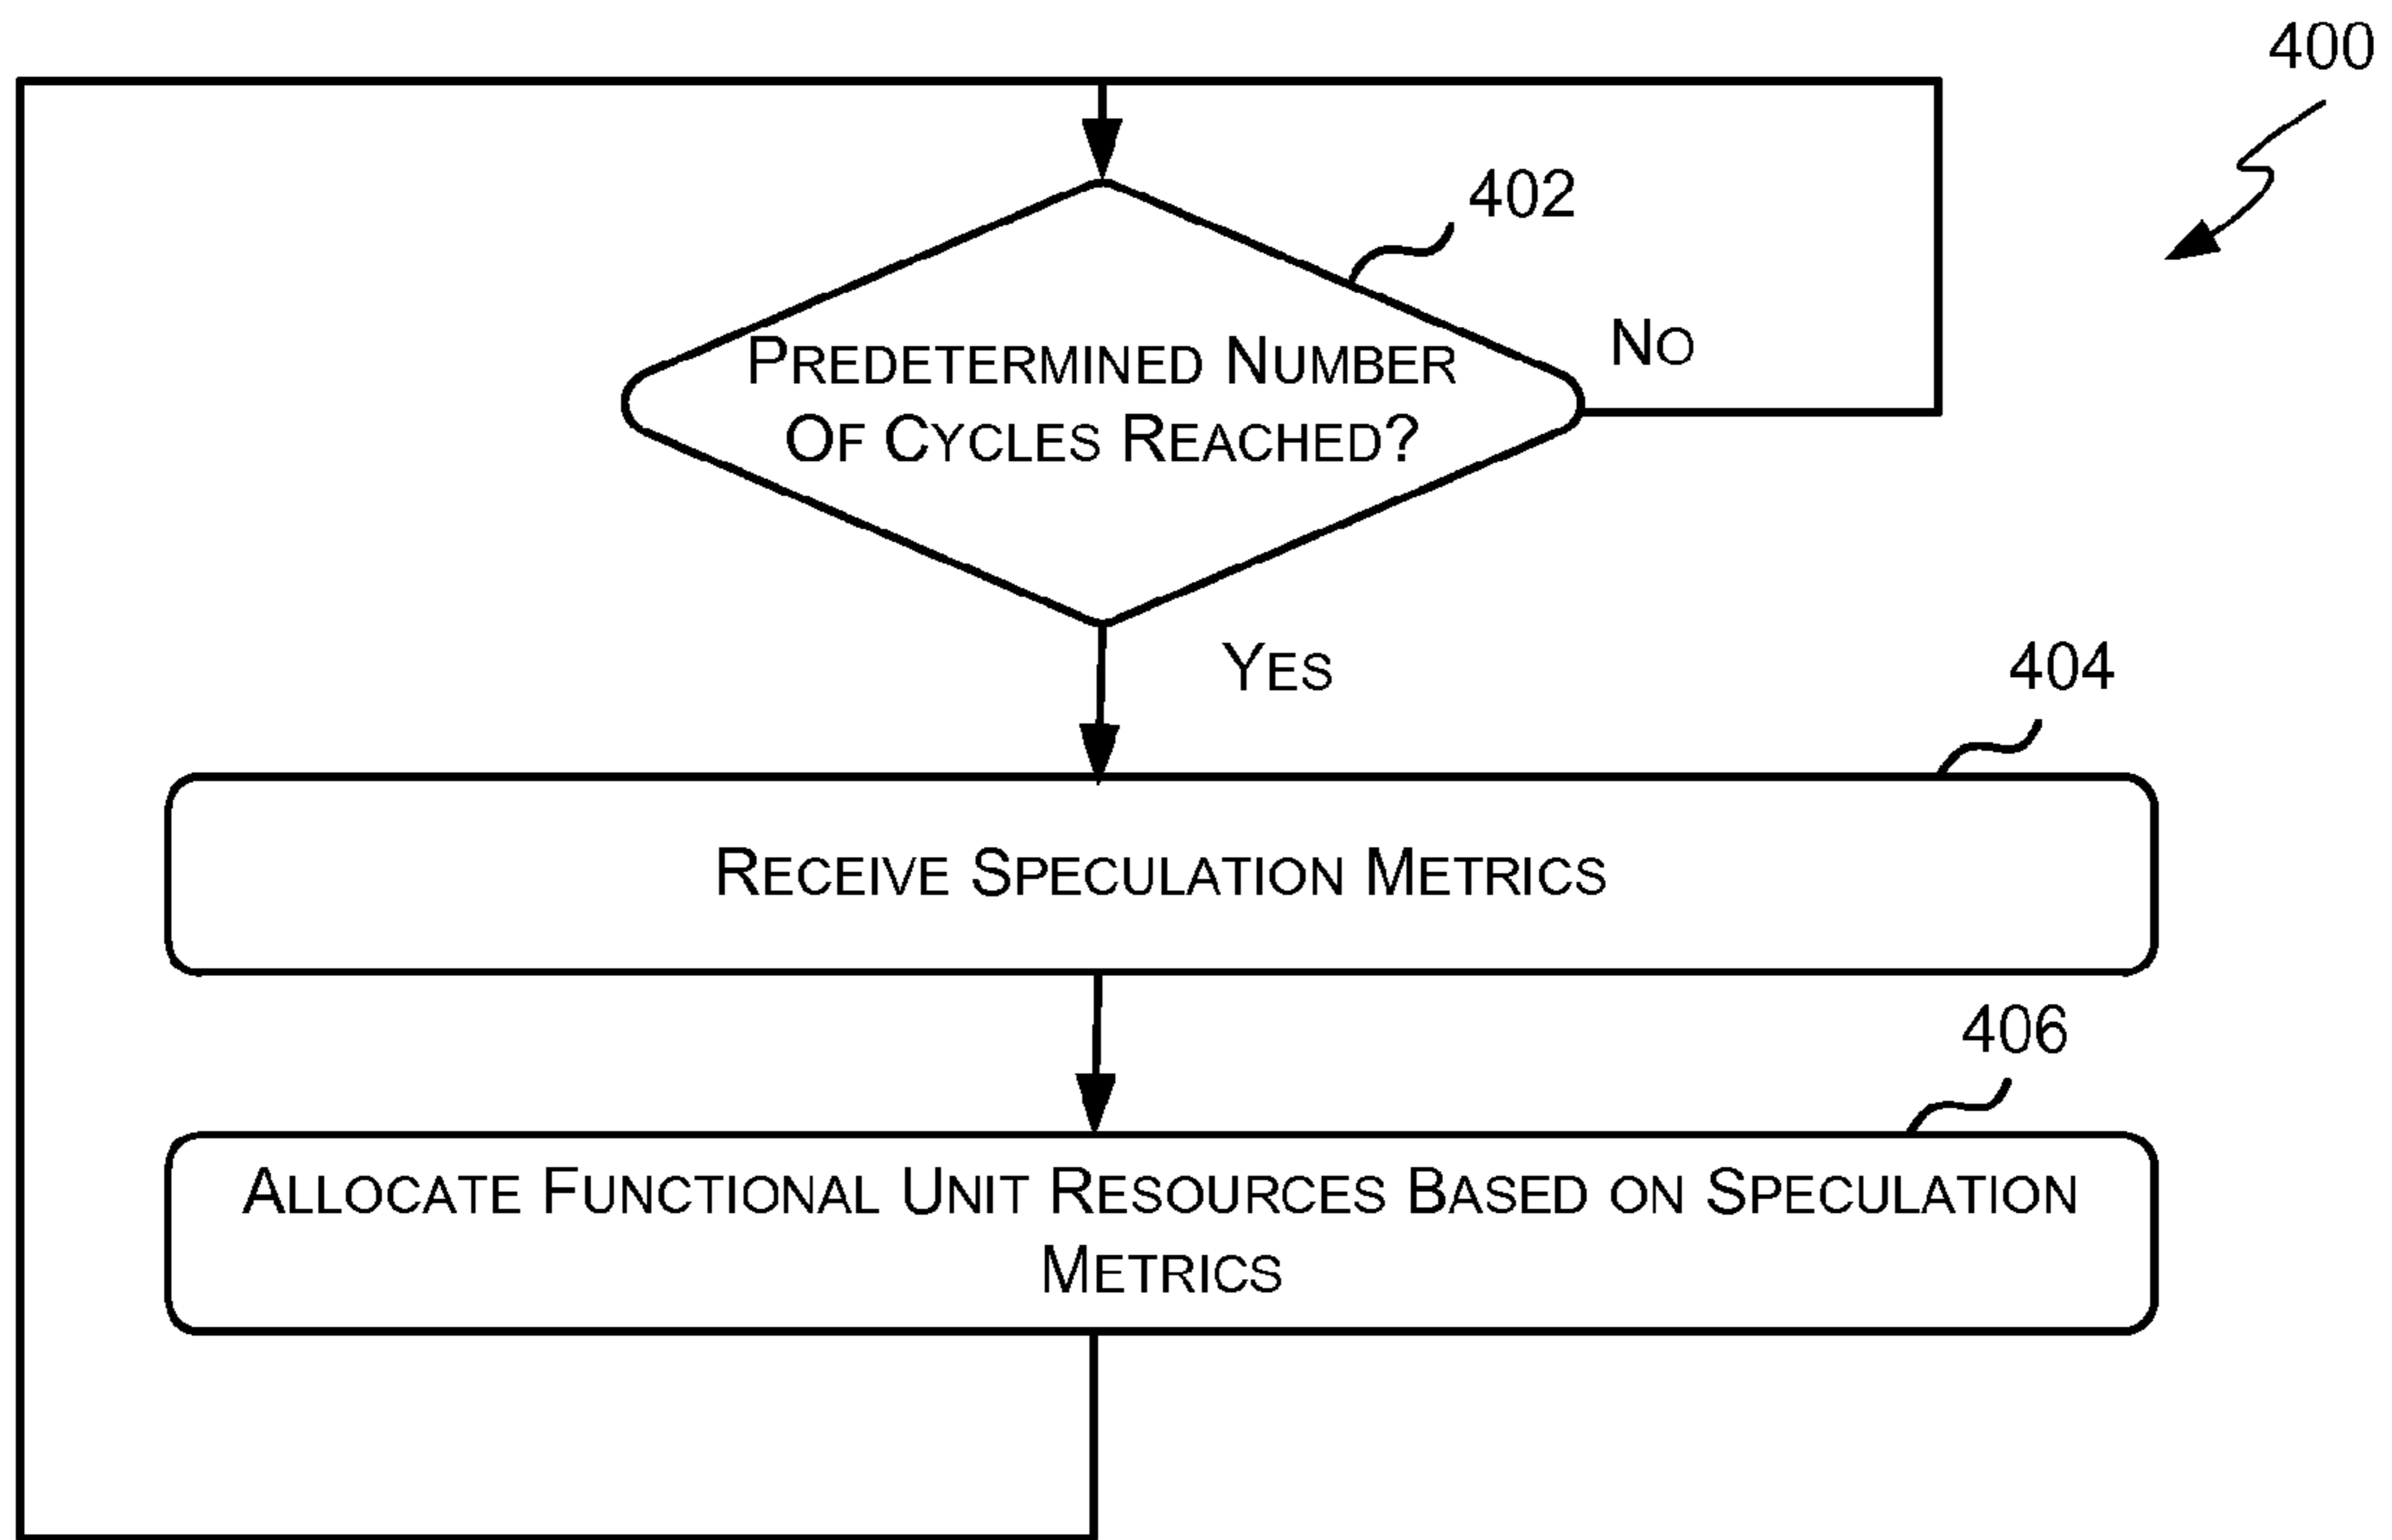 400
402
PREDETERMINED NUMBER
OF CYCLES REACHED?
NO
YES
404
RECEIVE SPECULATION METRICS
406
ALLOCATE FUNCTIONAL UNIT RESOURCES BASED ON SPECULATION
METRICS